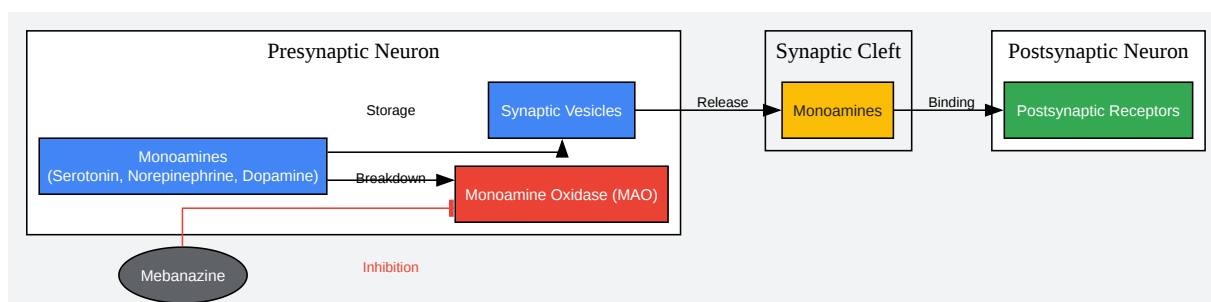 Presynaptic Neuron
Synaptic Cleft
Postsynaptic Neuron
Storage
Synaptic Vesicles
Release
Monoamines
Binding
Postsynaptic Receptors
Monoamines
(Serotonin, Norepinephrine, Dopamine)
Breakdown
Monoamine Oxidase (MAO)
Mebanazine
Inhibition